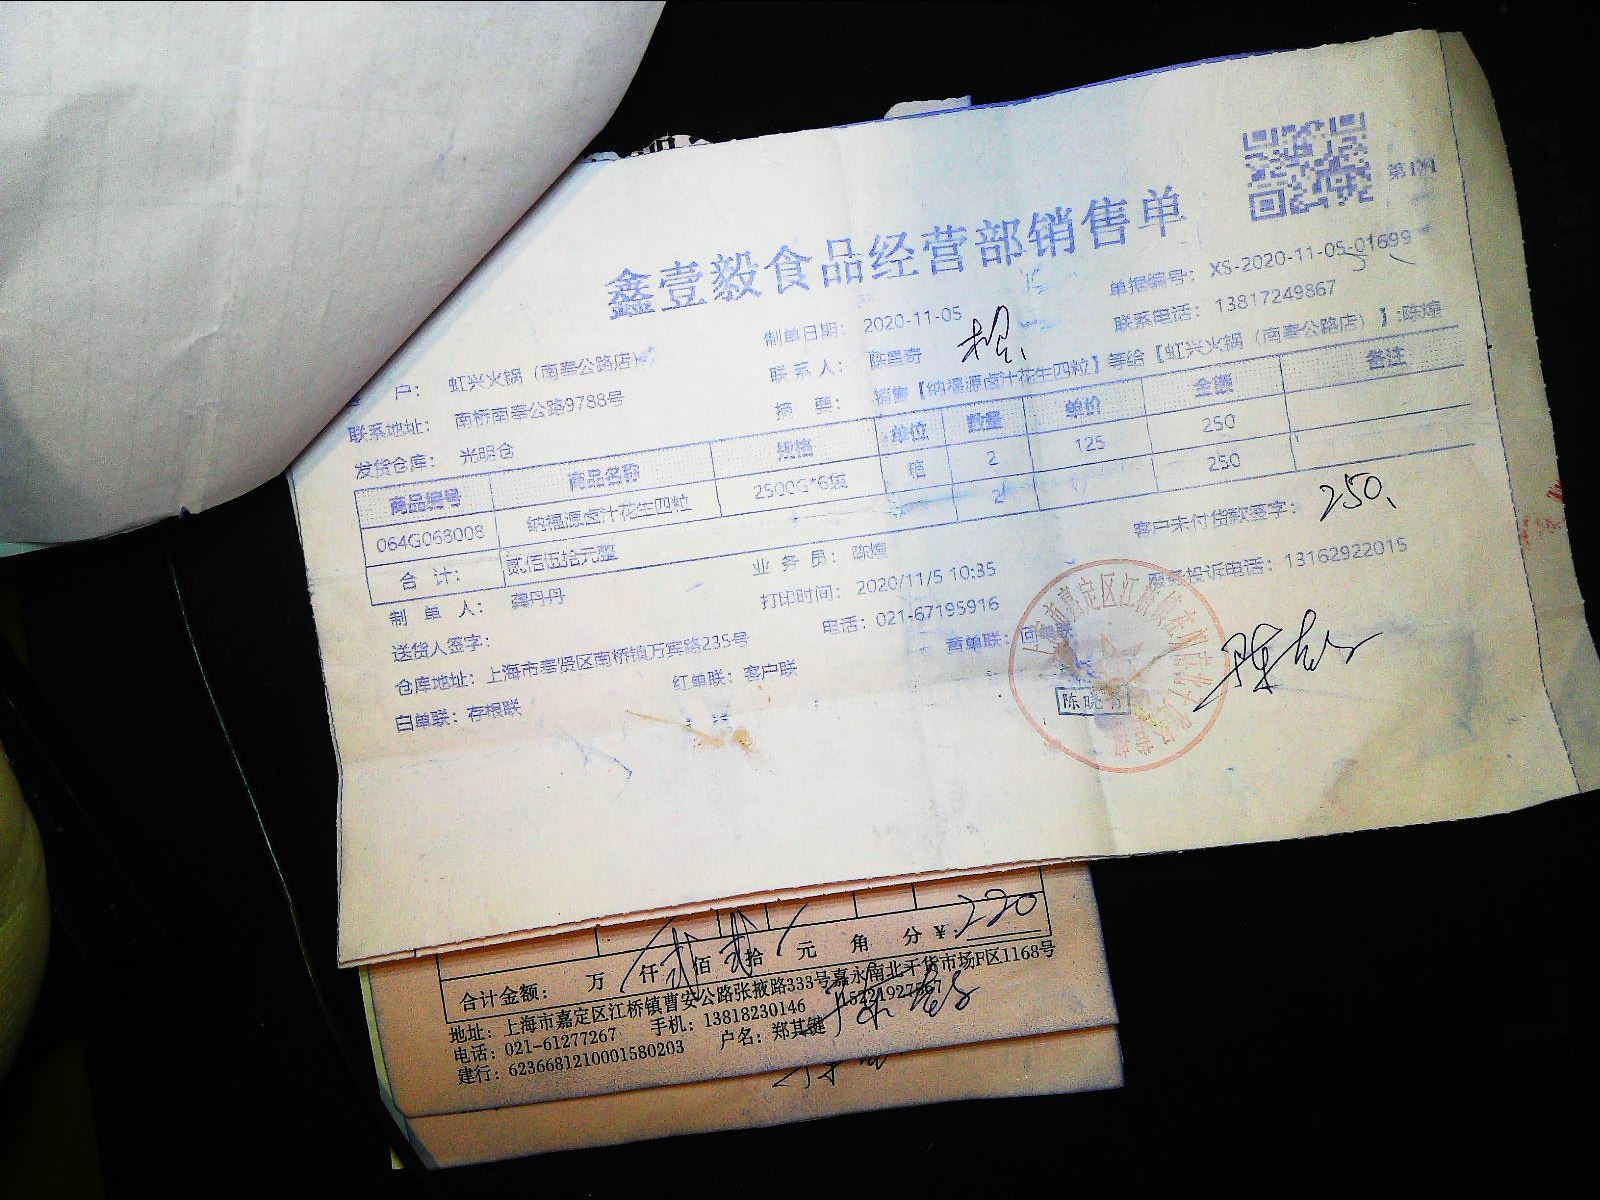 鑫壹毅食品经营部销售单
第1页
制单日期： 2020-11-05
单据编号： XS-2020-11-05-01699
户： 虹兴火锅（南奉公路店）
联系人：
联系电话： 13817249867
联系地址： 南桥南奉公路9788号
摘 要： 销售【纳福源卤汁花生四粒】等给【虹兴火锅（南奉公路店）】:陈煌
发货仓库： 光明仓
商品编号 商品名称 规格 单位 数量 单价 金额 备注
064G068008 纳福源卤汁花生四粒 2500G*6袋 箱 2 125 250
合 计： 贰佰伍拾元整 2 250
制 单 人： 龚丹丹
业 务 员： 陈煌
客户未付货款签字： 250
送货人签字：
打印时间： 2020/11/5 10:35
服务投诉电话： 13162922015
仓库地址： 上海市奉贤区南桥镇万宾路235号
电话： 021-67195916
白单联： 存根联
红单联： 客户联
黄单联：
陈晓
合计金额： 万 仟 贰 佰 贰 拾 元 角 分 ￥：220
地址：上海市嘉定区江桥镇曹安公路张掖路333号嘉永南北干货市场F区1168号
电话：021-61277267 手机：13818230146
建行：6236681210001580203 户名：郑其键